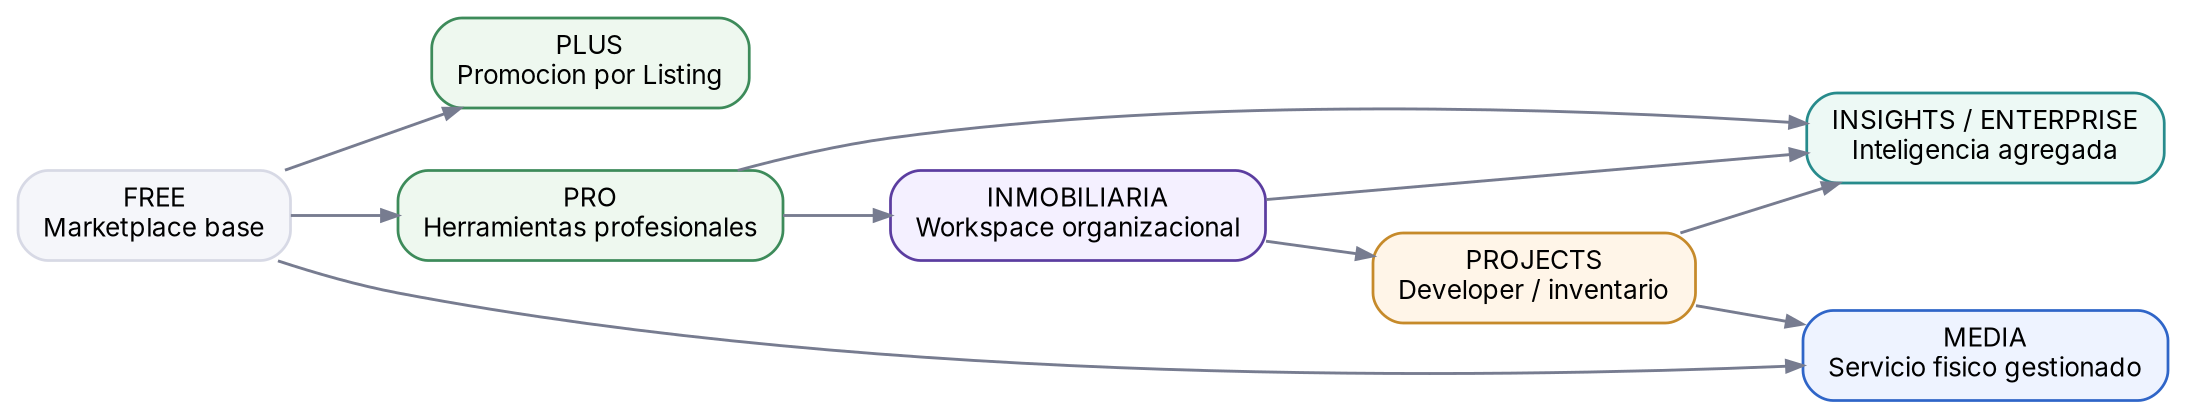 PLUS
Promocion por Listing
FREE
Marketplace base
PRO
Herramientas profesionales
INMOBILIARIA
Workspace organizacional
PROJECTS
Developer / inventario
INSIGHTS / ENTERPRISE
Inteligencia agregada
MEDIA
Servicio fisico gestionado